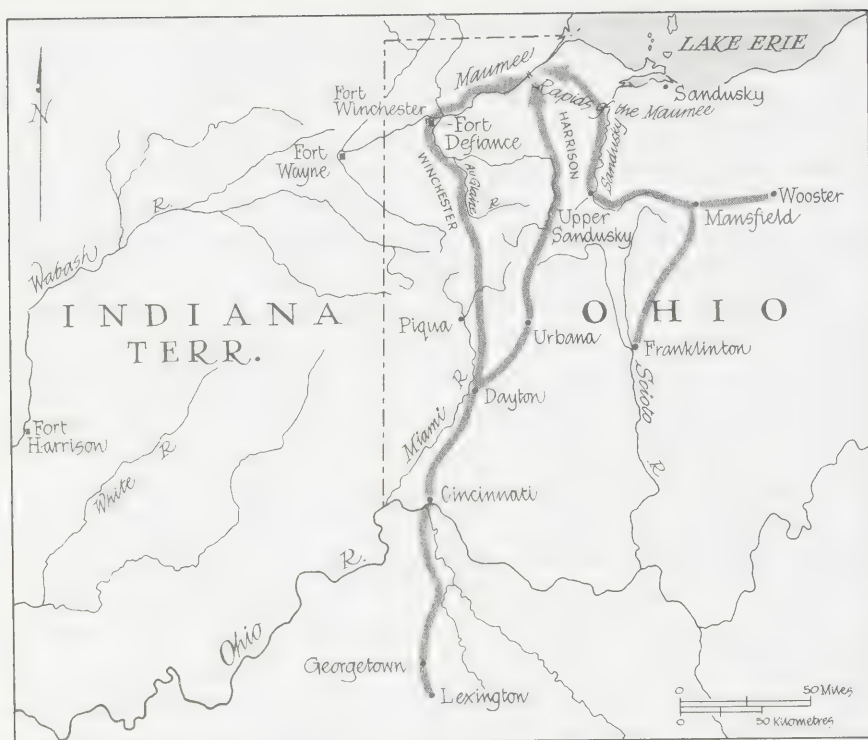 LAKE ERIE
N
Maumee
Fort
Winchester
Sandusky
Rapids of the Maumee
Fort
Defiance
Fort
Wayne
HARRISON
Sandusky
WINCHESTER
Auglaize
R.
Upper
Sandusky
Wooster
Mansfield
Wabash
R.
INDIANA
TERR.
OHIO
Piqua
Urbana
Franklinton
Dayton
Scioto
R.
Miami
R.
Fort
Harrison
White
R.
Cincinnati
Ohio
R.
Georgetown
Lexington
0 50 Miles
0 50 Kilometres